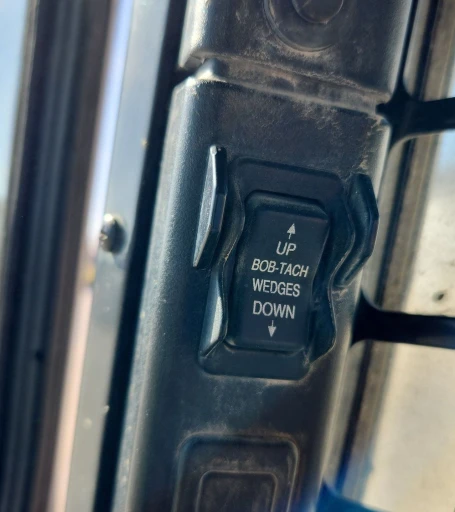 ↑
UP
BOB-TACH
WEDGES
DOWN
↓